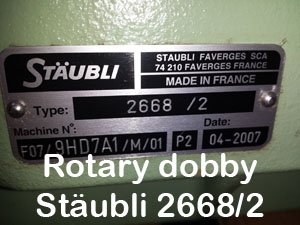 STÄUBLI
STAUBLI FAVERGES SCA
74 210 FAVERGES FRANCE
MADE IN FRANCE
Type: 2668 /2
Machine Nº: Date:
F07/9HD7A1/M/01 P2 04-2007
Rotary dobby
Stäubli 2668/2